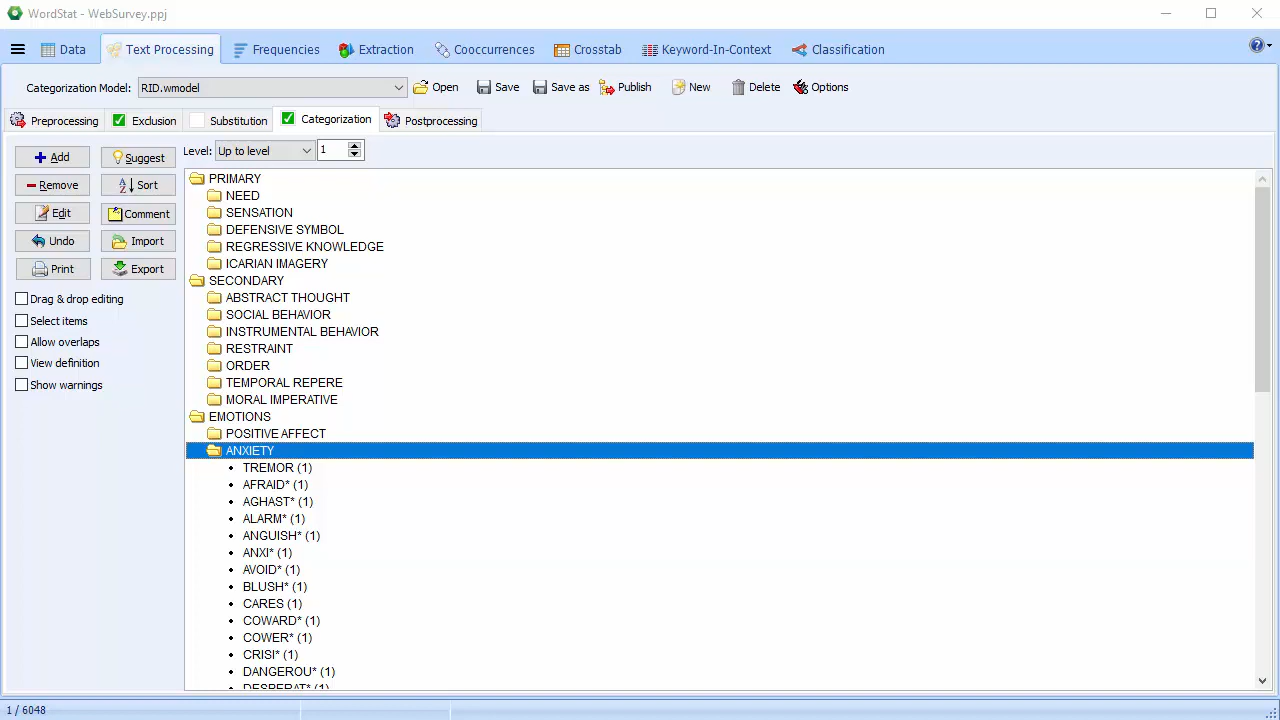 WordStat - WebSurvey.ppj
Data Text Processing Frequencies Extraction Cooccurrences Crosstab Keyword-In-Context Classification
Categorization Model: RID.wmodel Open Save Save as Publish New Delete Options
Preprocessing Exclusion Substitution Categorization Postprocessing
Add Suggest Level: Up to level 1
Remove Sort
Edit Comment
Undo Import
Print Export
Drag & drop editing
Select items
Allow overlaps
View definition
Show warnings
PRIMARY
NEED
SENSATION
DEFENSIVE SYMBOL
REGRESSIVE KNOWLEDGE
ICARIAN IMAGERY
SECONDARY
ABSTRACT THOUGHT
SOCIAL BEHAVIOR
INSTRUMENTAL BEHAVIOR
RESTRAINT
ORDER
TEMPORAL REPERE
MORAL IMPERATIVE
EMOTIONS
POSITIVE AFFECT
ANXIETY
• TREMOR (1)
• AFRAID* (1)
• AGHAST* (1)
• ALARM* (1)
• ANGUISH* (1)
• ANXI* (1)
• AVOID* (1)
• BLUSH* (1)
• CARES (1)
• COWARD* (1)
• COWER* (1)
• CRISI* (1)
• DANGEROU* (1)
DESPERAT* (1)
1 / 6048